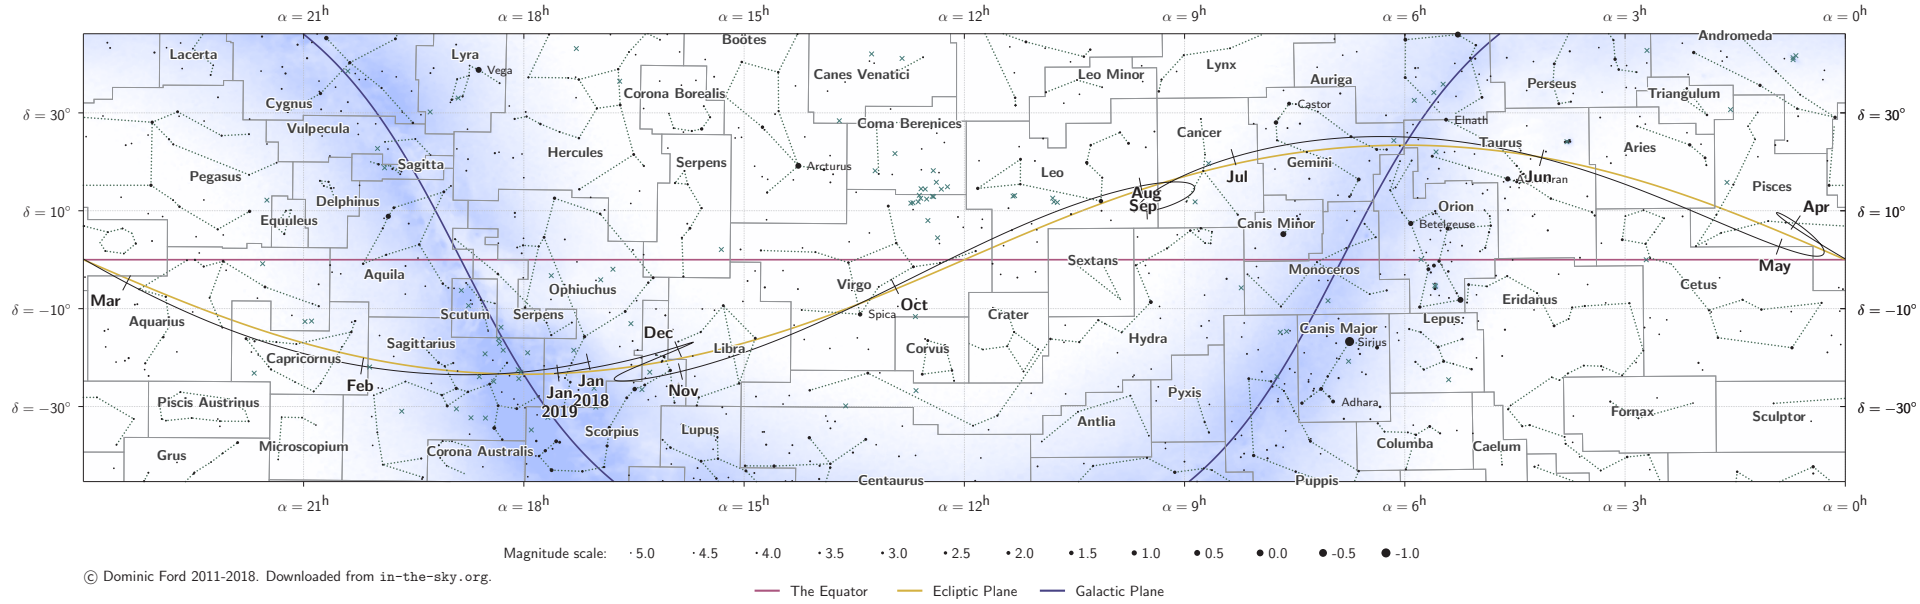 α = 21h α = 18h α = 15h α = 12h α = 9h α = 6h α = 3h α = 0h
Lacerta Lyra Vega Boötes Canes Venatici Leo Minor Lynx Auriga Perseus Andromeda
Cygnus Corona Borealis Castor Triangulum
δ = 30° Vulpecula Hercules Coma Berenices Cancer Elnath Taurus Aries δ = 30°
Sagitta Serpens Arcturus Leo Gemini
Pegasus Jul Jun Pisces
Delphinus Aug
δ = 10° Equuleus Sep Canis Minor Orion Betelgeuse Apr δ = 10°
Aquila Sextans Monoceros May
Mar Ophiuchus Virgo Oct Eridanus Cetus
δ = −10° Aquarius Scutum Serpens Spica Crater Lepus δ = −10°
Capricornus Sagittarius Dec Libra Corvus Hydra Canis Major Sirius
Feb Jan Nov
Piscis Austrinus Jan 2018 Pyxis Adhara
δ = −30° 2019 Antlia Fornax Sculptor δ = −30°
Grus Microscopium Corona Australis Scorpius Lupus Columba Caelum
Centaurus Puppis
α = 21h α = 18h α = 15h α = 12h α = 9h α = 6h α = 3h α = 0h
Magnitude scale: 5.0 4.5 4.0 3.5 3.0 2.5 2.0 1.5 1.0 0.5 0.0 -0.5 -1.0
© Dominic Ford 2011-2018. Downloaded from in-the-sky.org.
The Equator Ecliptic Plane Galactic Plane